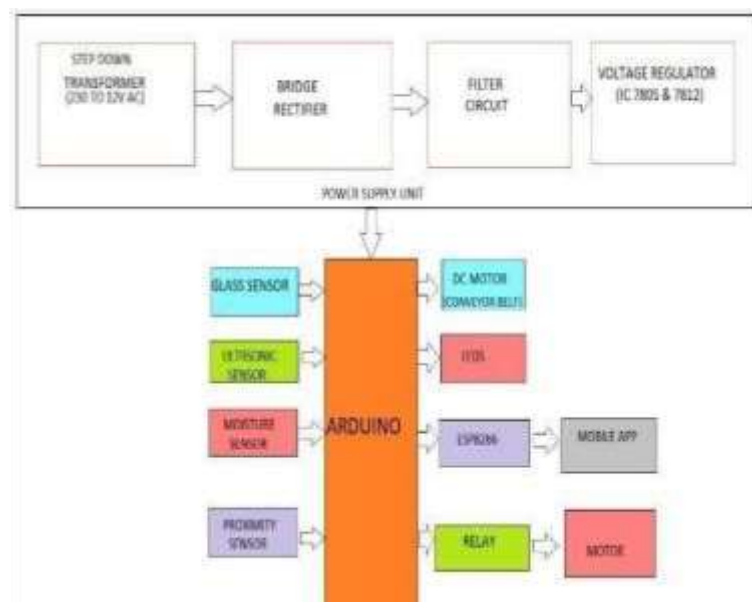 STEP DOWN
TRANSFORMER
(230 TO 12V AC)
BRIDGE
RECTIFIER
FILTER
CIRCUIT
VOLTAGE REGULATOR
(IC 7805 & 7812)
POWER SUPPLY UNIT
GLASS SENSOR
DC MOTOR
(CONVEYOR BELT)
ULTRSONIC
SENSOR
LEDS
MOISTURE
SENSOR
ARDUINO
ESP8266
MOBILE APP
PROXIMITY
SENSOR
RELAY
MOTOR